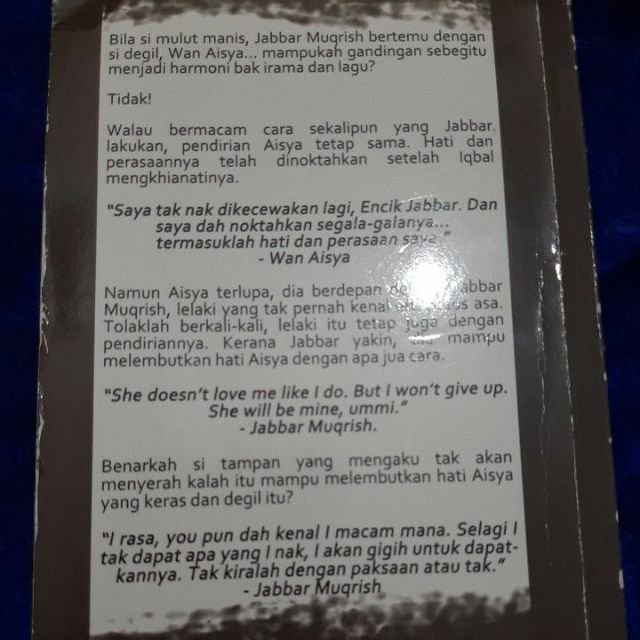 Bila si mulut manis, Jabbar Muqrish bertemu dengan
si degil, Wan Aisya... mampukah gandingan sebegitu
menjadi harmoni bak irama dan lagu?
Tidak!
Walau bermacam cara sekalipun yang Jabbar
lakukan, pendirian Aisya tetap sama. Hati dan
perasaannya telah dinoktahkan setelah Iqbal
mengkhianatinya.
"Saya tak nak dikecewakan lagi, Encik Jabbar. Dan
saya dah noktahkan segala-galanya...
termasuklah hati dan perasaan saya."
- Wan Aisya
Namun Aisya terlupa, dia berdepan Jabbar
Muqrish, lelaki yang tak pernah kenal asa.
Tolaklah berkali-kali, lelaki itu tetap juga dengan
pendiriannya. Kerana Jabbar yakin, dia mampu
melembutkan hati Aisya dengan apa jua cara.
"She doesn't love me like I do. But I won't give up.
She will be mine, ummi."
- Jabbar Muqrish.
Benarkah si tampan yang mengaku tak akan
menyerah kalah itu mampu melembutkan hati Aisya
yang keras dan degil itu?
"I rasa, you pun dah kenal I macam mana. Selagi I
tak dapat apa yang I nak, I akan gigih untuk dapat-
kannya. Tak kiralah dengan paksaan atau tak."
- Jabbar Muqrish